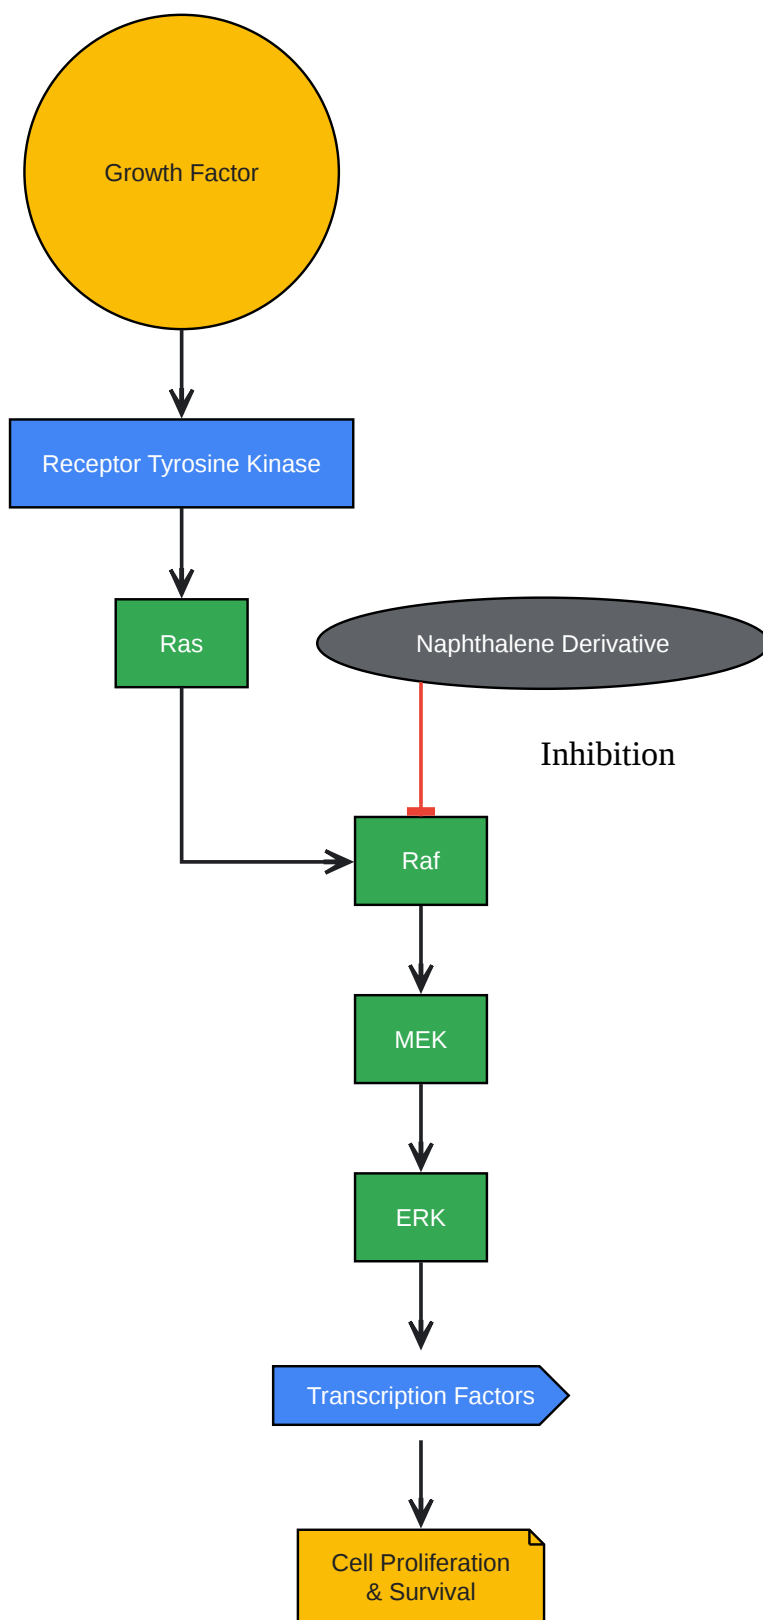 Growth Factor
Receptor Tyrosine Kinase
Ras
Naphthalene Derivative
Inhibition
Raf
MEK
ERK
Transcription Factors
Cell Proliferation
& Survival